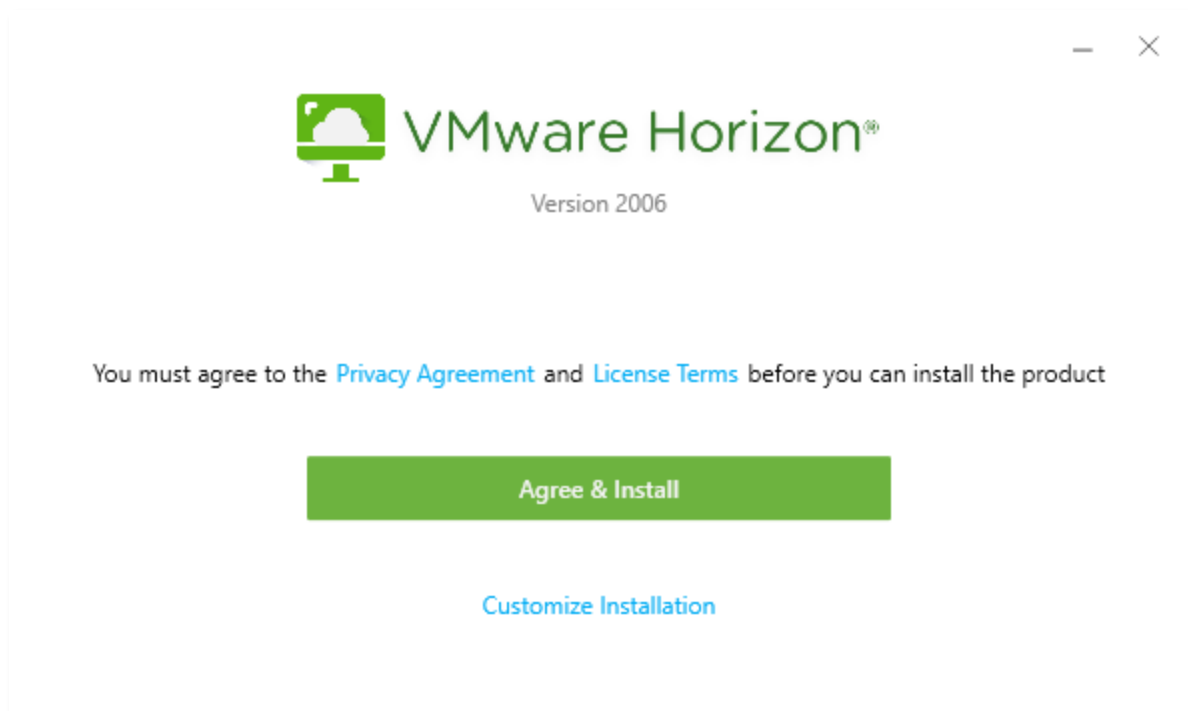 VMware Horizon®
Version 2006
You must agree to the Privacy Agreement and License Terms before you can install the product
Agree & Install
Customize Installation